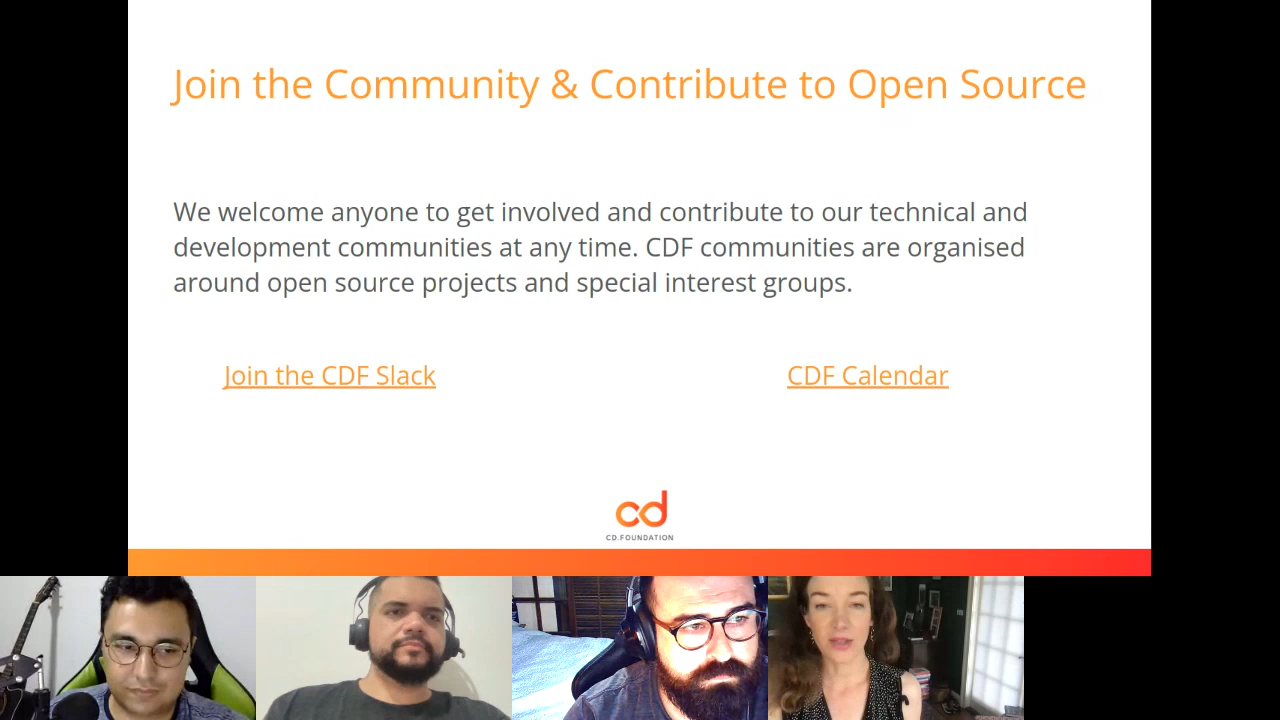 Join the Community & Contribute to Open Source
We welcome anyone to get involved and contribute to our technical and
development communities at any time. CDF communities are organised
around open source projects and special interest groups.
Join the CDF Slack
CDF Calendar
cd
CD.FOUNDATION